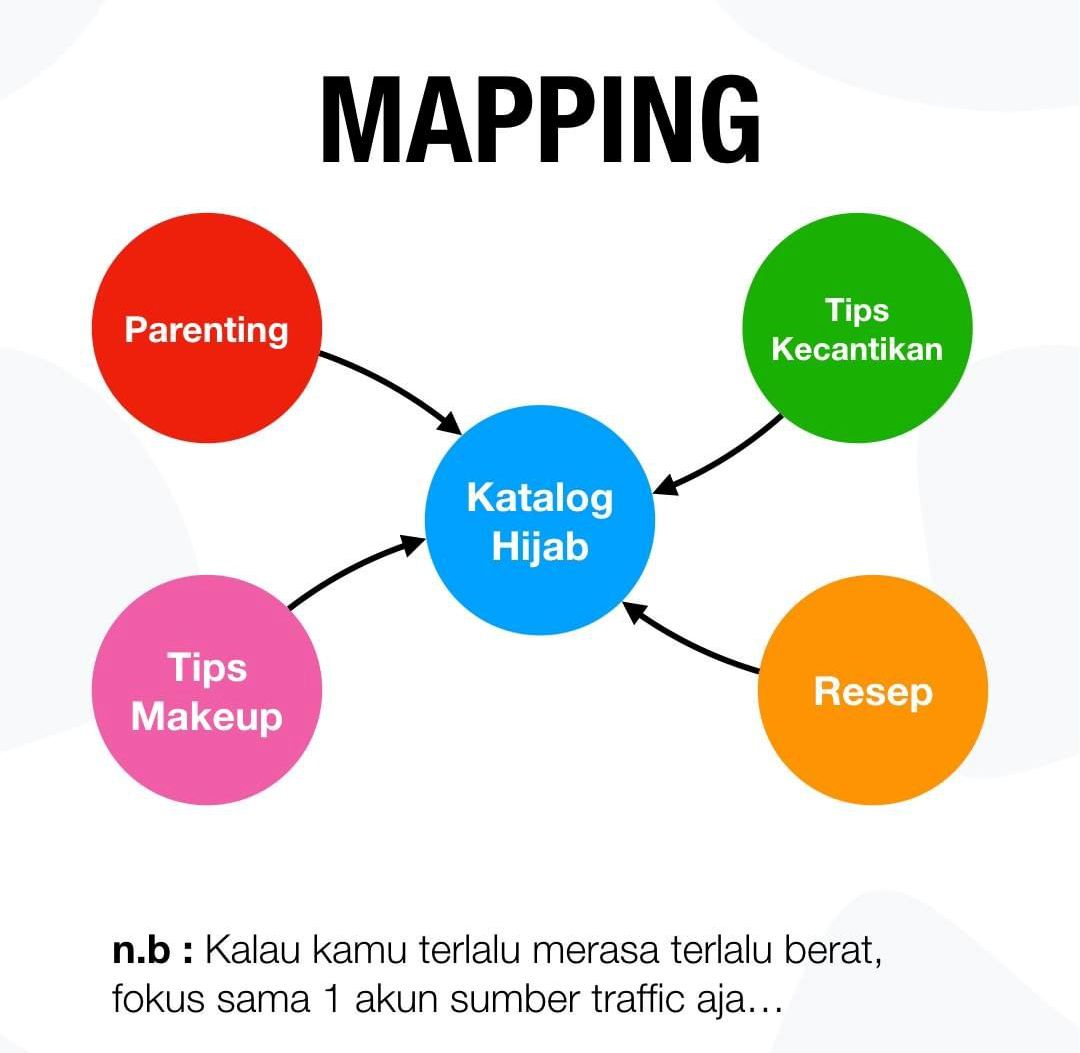 MAPPING
Parenting
Tips
Kecantikan
Katalog
Hijab
Tips
Makeup
Resep
n.b : Kalau kamu terlalu merasa terlalu berat,
fokus sama 1 akun sumber traffic aja...